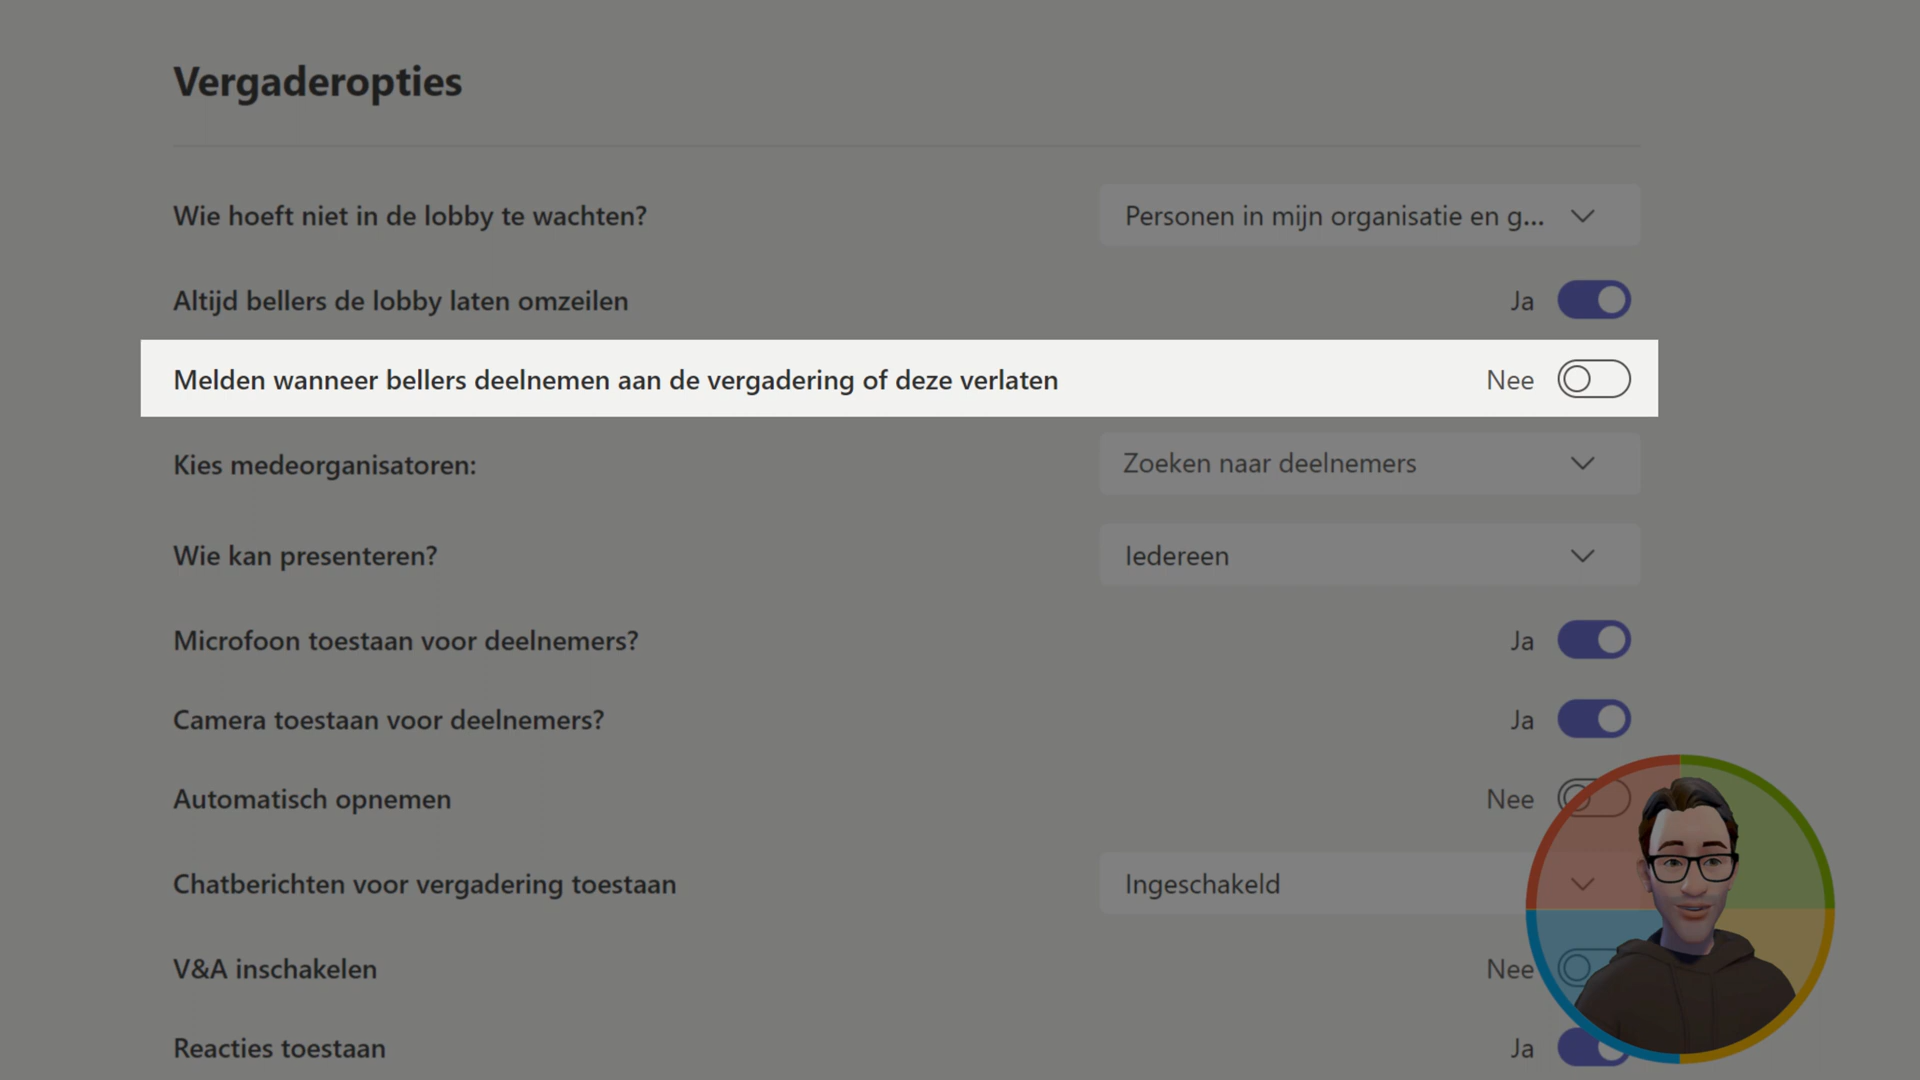 Vergaderopties
Wie hoeft niet in de lobby te wachten?
Personen in mijn organisatie en g...
Altijd bellers de lobby laten omzeilen
Ja
Melden wanneer bellers deelnemen aan de vergadering of deze verlaten
Nee
Kies medeorganisatoren:
Zoeken naar deelnemers
Wie kan presenteren?
Iedereen
Microfoon toestaan voor deelnemers?
Ja
Camera toestaan voor deelnemers?
Ja
Automatisch opnemen
Nee
Chatberichten voor vergadering toestaan
Ingeschakeld
V&A inschakelen
Nee
Reacties toestaan
Ja